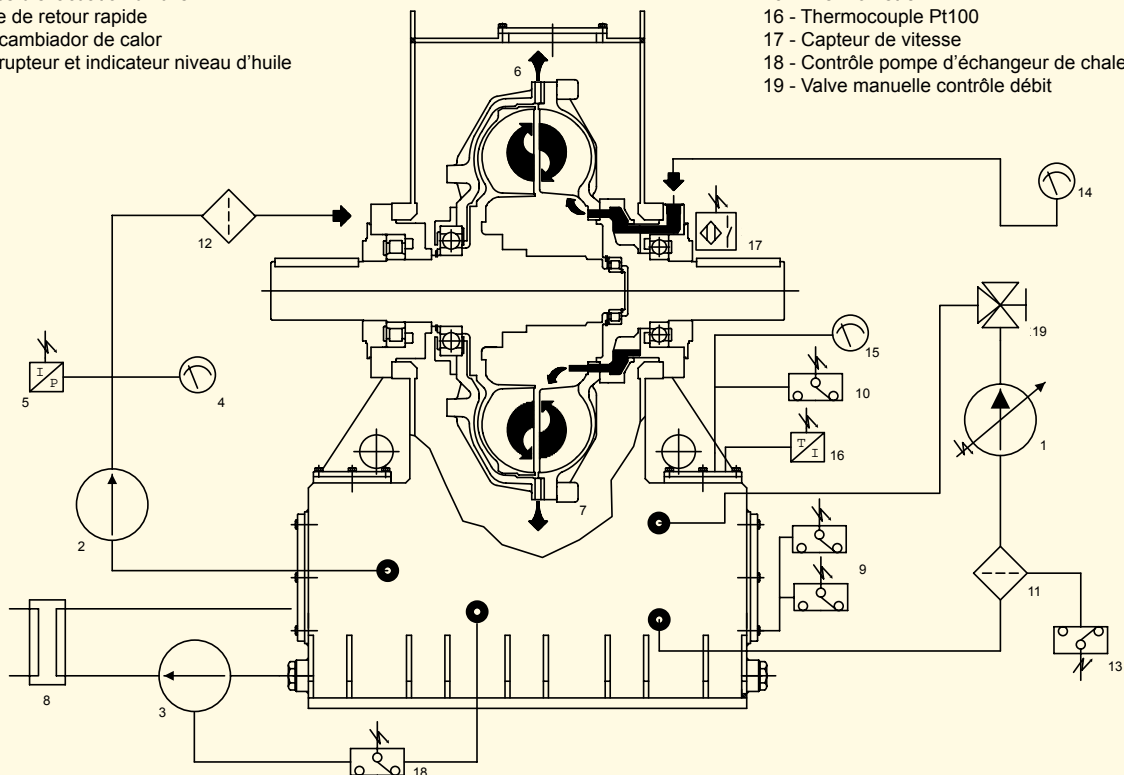 e de retour rapide
cambiador de calor
rupteur et indicateur niveau d'huile
16 - Thermocouple Pt100
17 - Capteur de vitesse
18 - Contrôle pompe d'échangeur de chale
19 - Valve manuelle contrôle débit
6
14
12
17
19
15
I
P
5
4
10
T
I
16
1
2
7
9
11
8
3
13
18